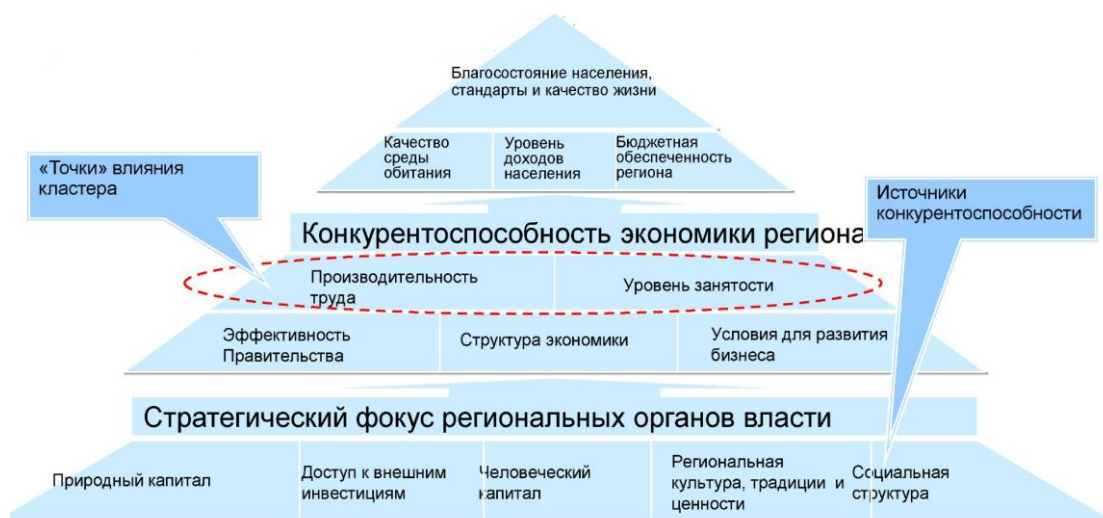 Благосостояние населения,
стандарты и качество жизни
Качество
среды
обитания
Уровень
доходов
населения
Бюджетная
обеспеченность
региона
«Точки» влияния
кластера
Источники
конкурентоспособности
Конкурентоспособность экономики региона
Производительность
труда
Уровень занятости
Эффективность
Правительства
Структура экономики
Условия для развития
бизнеса
Стратегический фокус региональных органов власти
Природный капитал
Доступ к внешним
инвестициям
Человеческий
капитал
Региональная
культура, традиции и
ценности
Социальная
структура